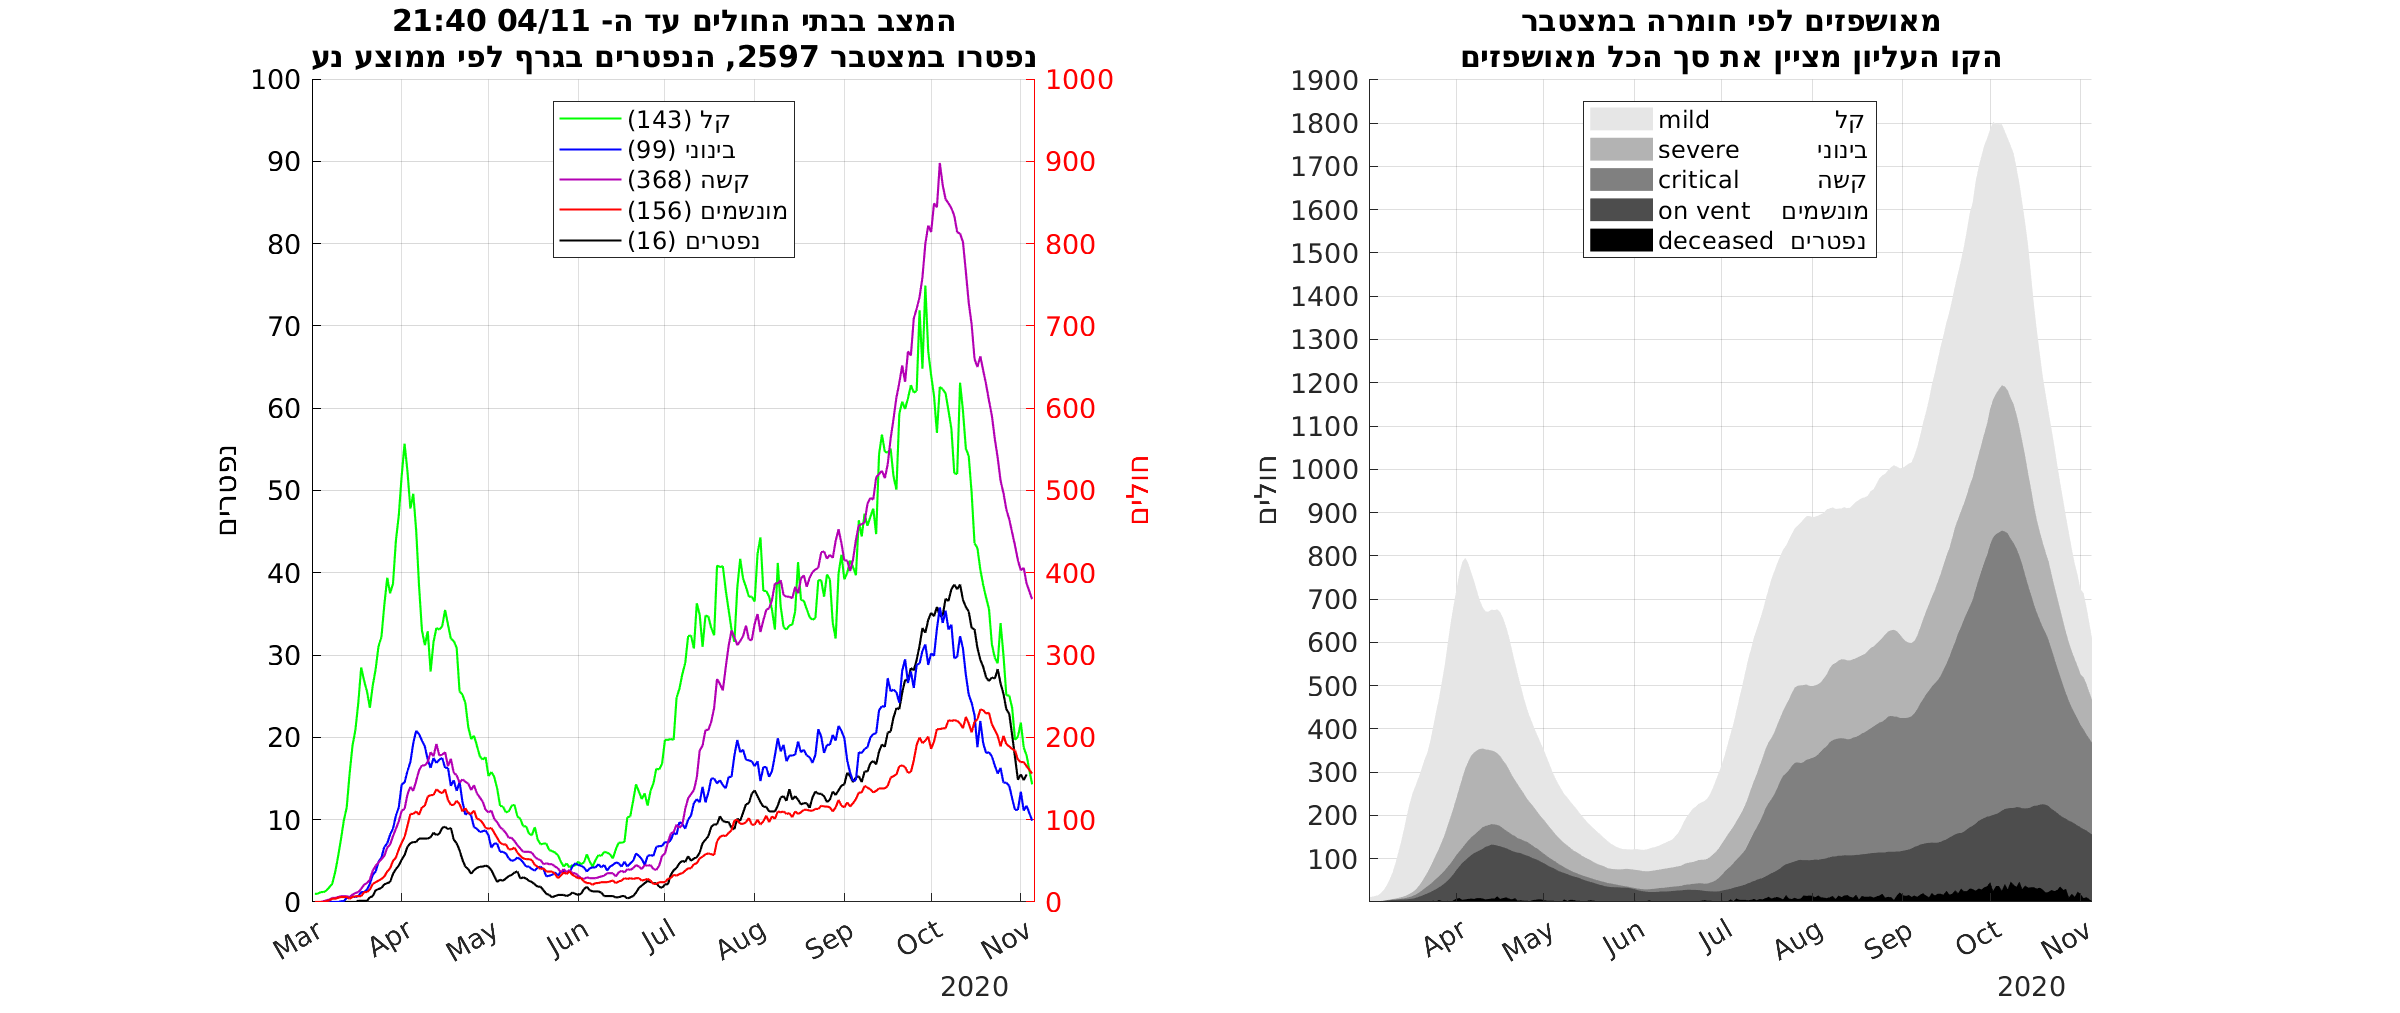 המצב בבתי החולים עד ה- 04/11 21:40
נפטרו במצטבר 2597, הנפטרים בגרף לפי ממוצע נע
100
90
80
70
60
50
40
30
20
10
0
נפטרים
1000
900
800
700
600
500
400
300
200
100
0
חולים
קל (143)
בינוני (99)
קשה (368)
מונשמים (156)
נפטרים (16)
Mar
Apr
May
Jun
Jul
Aug
Sep
Oct
Nov
2020
מאושפזים לפי חומרה במצטבר
הקו העליון מציין את סך הכל מאושפזים
1900
1800
1700
1600
1500
1400
1300
1200
1100
1000
900
800
700
600
500
400
300
200
100
חולים
mild קל
severe בינוני
critical קשה
on vent מונשמים
deceased נפטרים
Apr
May
Jun
Jul
Aug
Sep
Oct
Nov
2020